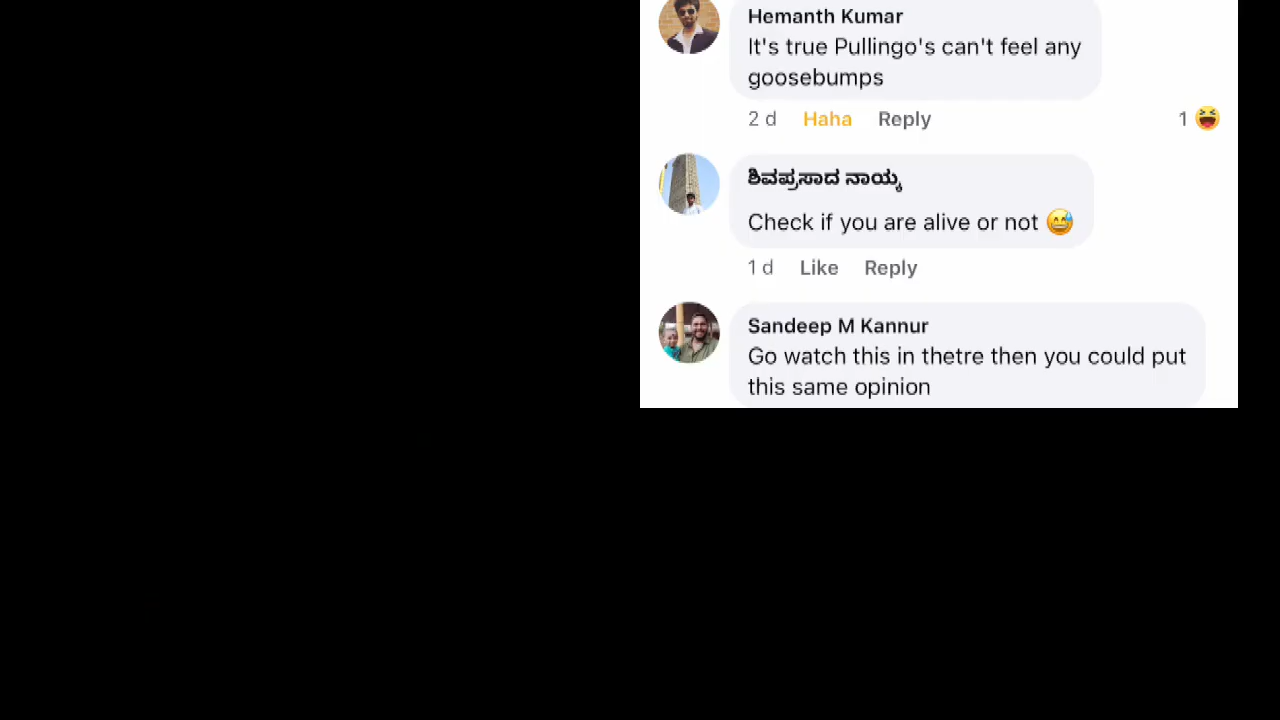 Hemanth Kumar
It's true Pullingo's can't feel any
goosebumps
2 d Haha Reply 1 😆
ಶಿವಪ್ರಸಾದ ನಾಯ್ಕ
Check if you are alive or not 😅
1 d Like Reply
Sandeep M Kannur
Go watch this in thetre then you could put
this same opinion